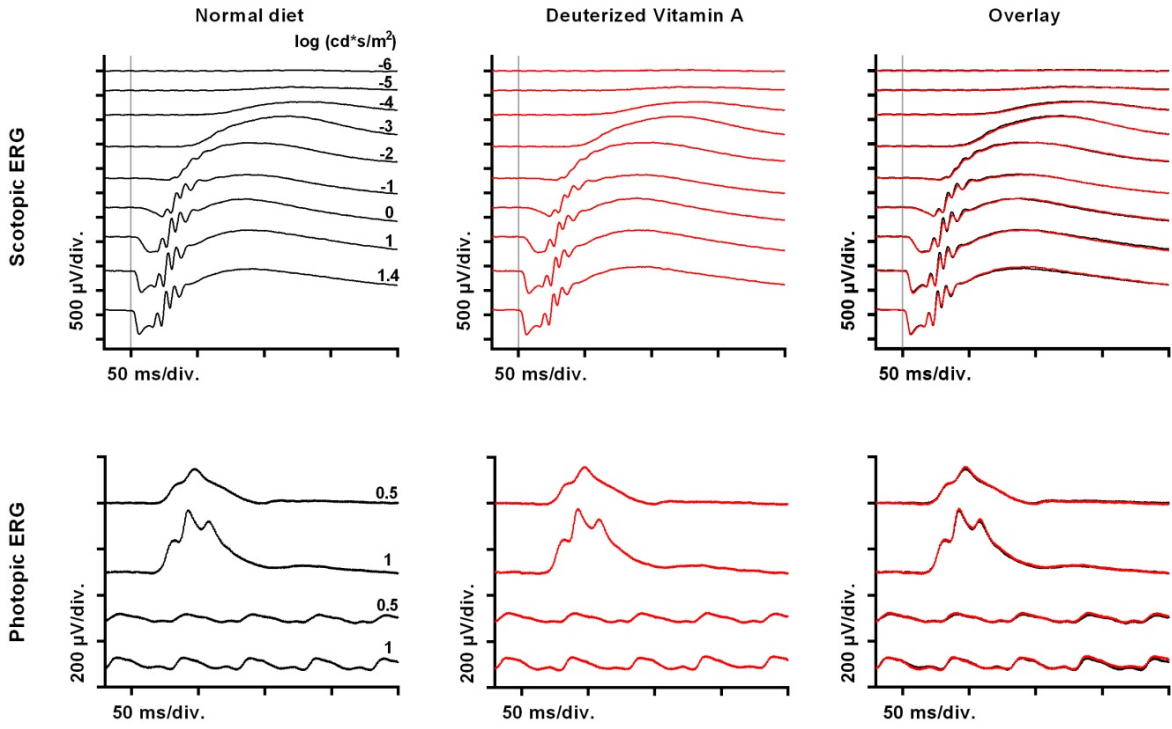 Normal diet
Deuterized Vitamin A
Overlay
log (cd*s/m²)
-6
-5
-4
-3
-2
-1
0
1
1.4
Scotopic ERG
500 µV/div.
500 µV/div.
500 µV/div.
50 ms/div.
50 ms/div.
50 ms/div.
0.5
1
0.5
1
Photopic ERG
200 µV/div.
200 µV/div.
200 µV/div.
50 ms/div.
50 ms/div.
50 ms/div.